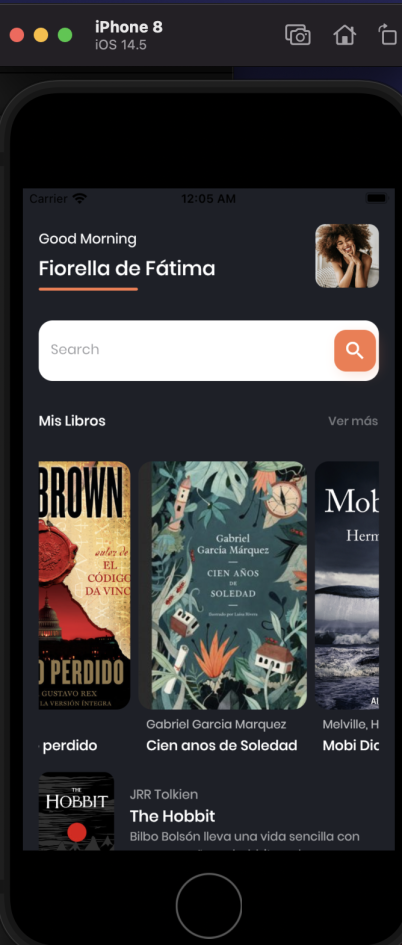 iPhone 8
iOS 14.5
Carrier
12:05 AM
Good Morning
Fiorella de Fátima
Search
Mis Libros
Ver más
BROWN
autor de
EL
CÓDIGO
DA VINC
O PERDIDO
GUSTAVO REX
LA VERSIÓN ÍNTEGRA
Gabriel
García Márquez
CIEN AÑOS
DE
SOLEDAD
Ilustrado por Luisa Rivera
Mob
Herm
Al
Gabriel Garcia Marquez
Melville, H
perdido
Cien anos de Soledad
Mobi Dic
THE
HOBBIT
JRR Tolkien
The Hobbit
Bilbo Bolsón lleva una vida sencilla con